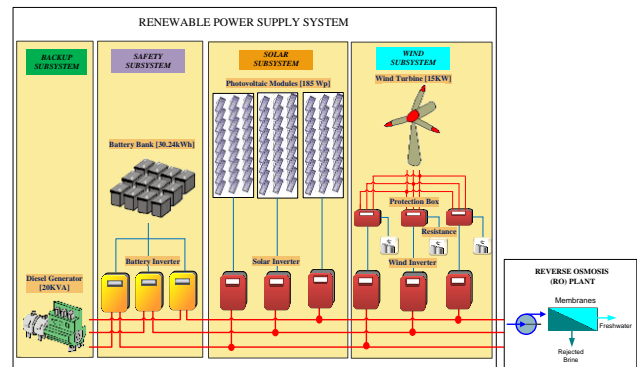 RENEWABLE POWER SUPPLY SYSTEM
BACKUP
SUBSYSTEM
SAFETY
SUBSYSTEM
SOLAR
SUBSYSTEM
WIND
SUBSYSTEM
Photovoltaic Modules [185 Wp]
Wind Turbine [15KW]
Battery Bank [30.24kWh]
Protection Box
Resistance
Battery Inverter
Solar Inverter
Wind Inverter
Diesel Generator
[20KVA]
REVERSE OSMOSIS
(RO) PLANT
Membranes
Freshwater
Rejected
Brine